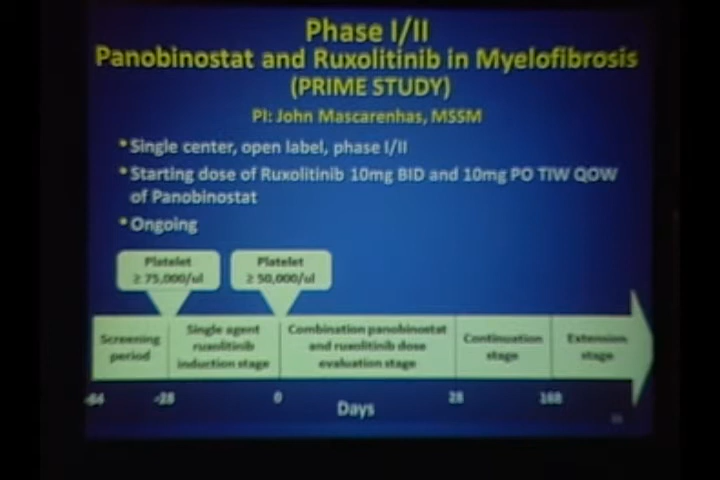 Phase I/II
Panobinostat and Ruxolitinib in Myelofibrosis
(PRIME STUDY)
PI: John Mascarenhas, MSSM
• Single center, open label, phase I/II
• Starting dose of Ruxolitinib 10mg BID and 10mg PO TIW QOW
of Panobinostat
• Ongoing
Platelet
≥ 75,000/ul
Platelet
≥ 50,000/ul
Screening
period
Single agent
ruxolitinib
induction stage
Combination panobinostat
and ruxolitinib dose
evaluation stage
Continuation
stage
Extension
stage
-28
0
28
168
Days